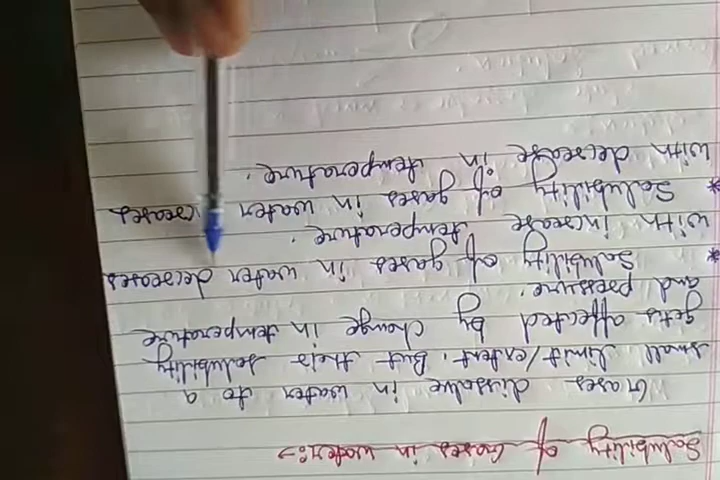 Solubility of Gases in water:→
Gases dissolve in water to a
small limit/extent. But their solubility
gets affected by change in temperature
and pressure.
* Solubility of gases in water decreases
with increase temperature.
* Solubility of gases in water
with decrease in temperature.